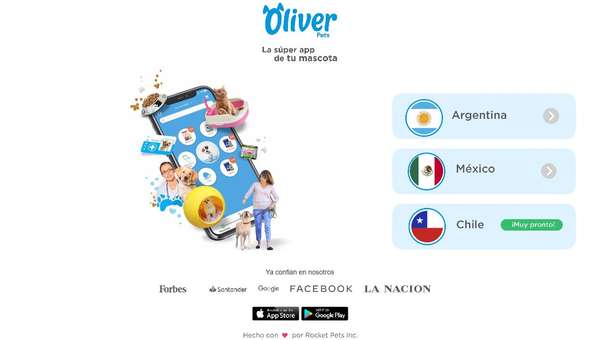 Oliver
Pets
La súper app
de tu mascota
Argentina
México
Chile
¡Muy pronto!
Ya confían en nosotros
Forbes
Santander
Google
FACEBOOK
LA NACION
App Store
Google Play
Hecho con ❤ por Rocket Pets Inc.